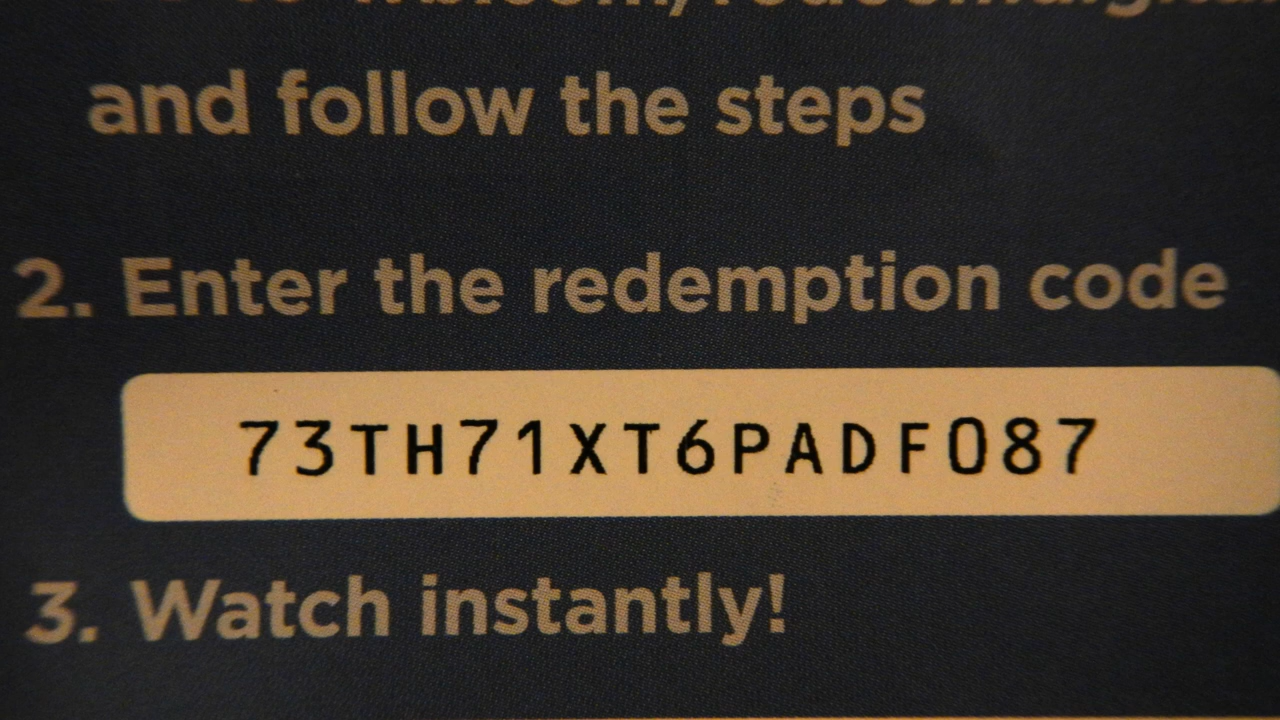 and follow the steps
2. Enter the redemption code
73TH71XT6PADF087
3. Watch instantly!